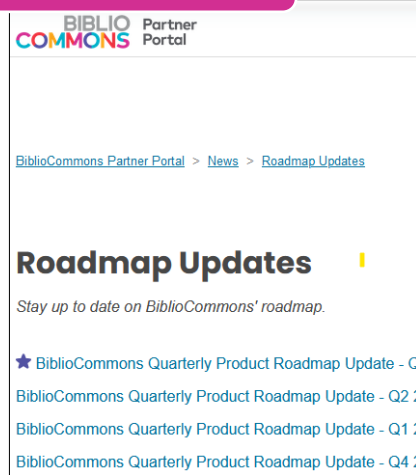 BIBLIO Partner
COMMONS Portal
BiblioCommons Partner Portal > News > Roadmap Updates
Roadmap Updates
Stay up to date on BiblioCommons' roadmap.
BiblioCommons Quarterly Product Roadmap Update -
BiblioCommons Quarterly Product Roadmap Update - Q2
BiblioCommons Quarterly Product Roadmap Update - Q1
BiblioCommons Quarterly Product Roadmap Update - Q4